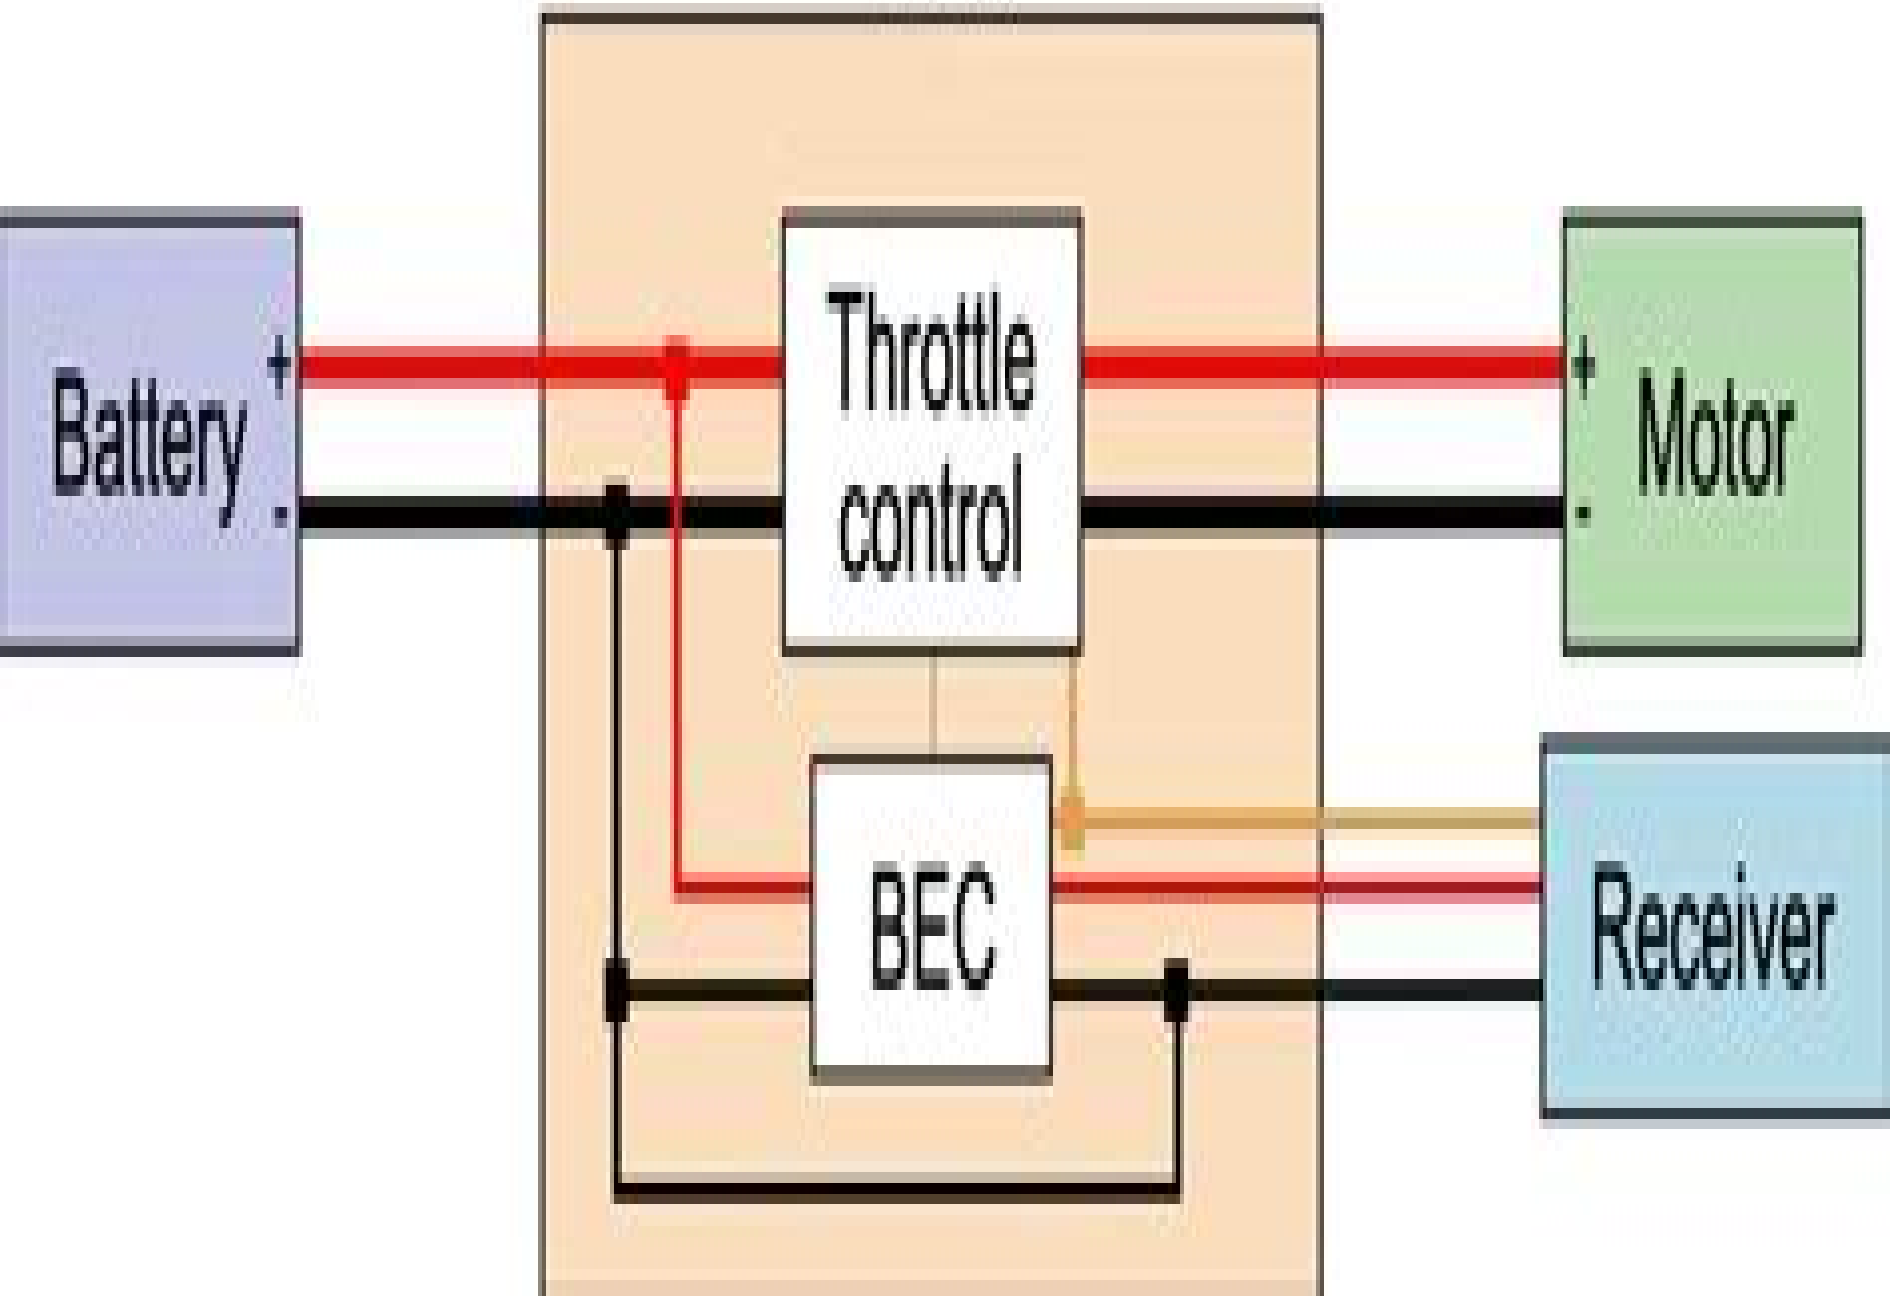 Throttle
control
+
-
Battery
+
-
Motor
BEC
Receiver